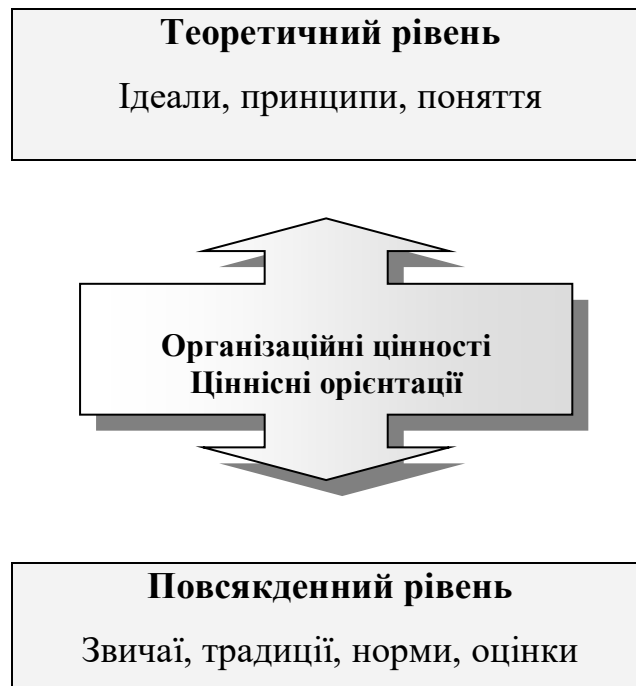 Теоретичний рівень
Ідеали, принципи, поняття
Організаційні цінності
Ціннісні орієнтації
Повсякденний рівень
Звичаї, традиції, норми, оцінки